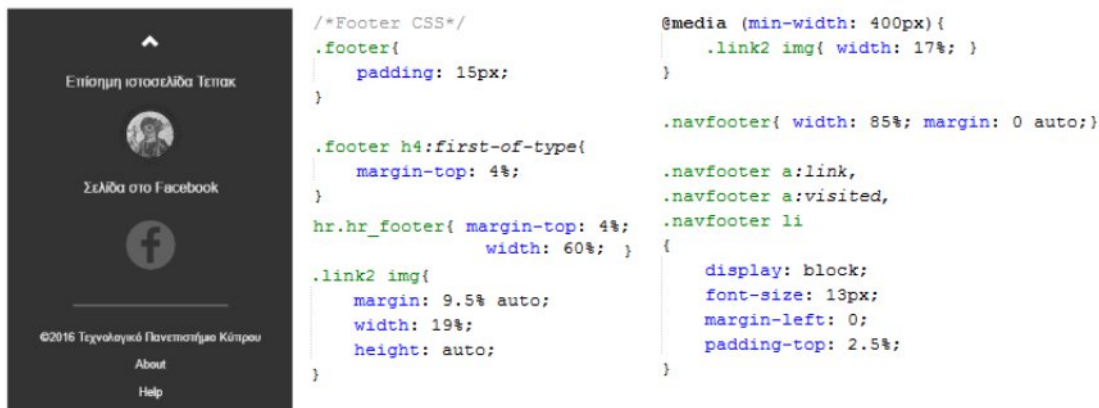 Επίσημη ιστοσελίδα Τεπακ
Σελίδα στο Facebook
©2016 Τεχνολογικό Πανεπιστήμιο Κύπρου
About
Help
/*Footer CSS*/
.footer{
padding: 15px;
}
.footer h4:first-of-type{
margin-top: 4%;
}
hr.hr_footer{ margin-top: 4%;
width: 60%; }
.link2 img{
margin: 9.5% auto;
width: 19%;
height: auto;
}
@media (min-width: 400px){
.link2 img{ width: 17%; }
}
.navfooter{ width: 85%; margin: 0 auto;}
.navfooter a:link,
.navfooter a:visited,
.navfooter li
{
display: block;
font-size: 13px;
margin-left: 0;
padding-top: 2.5%;
}